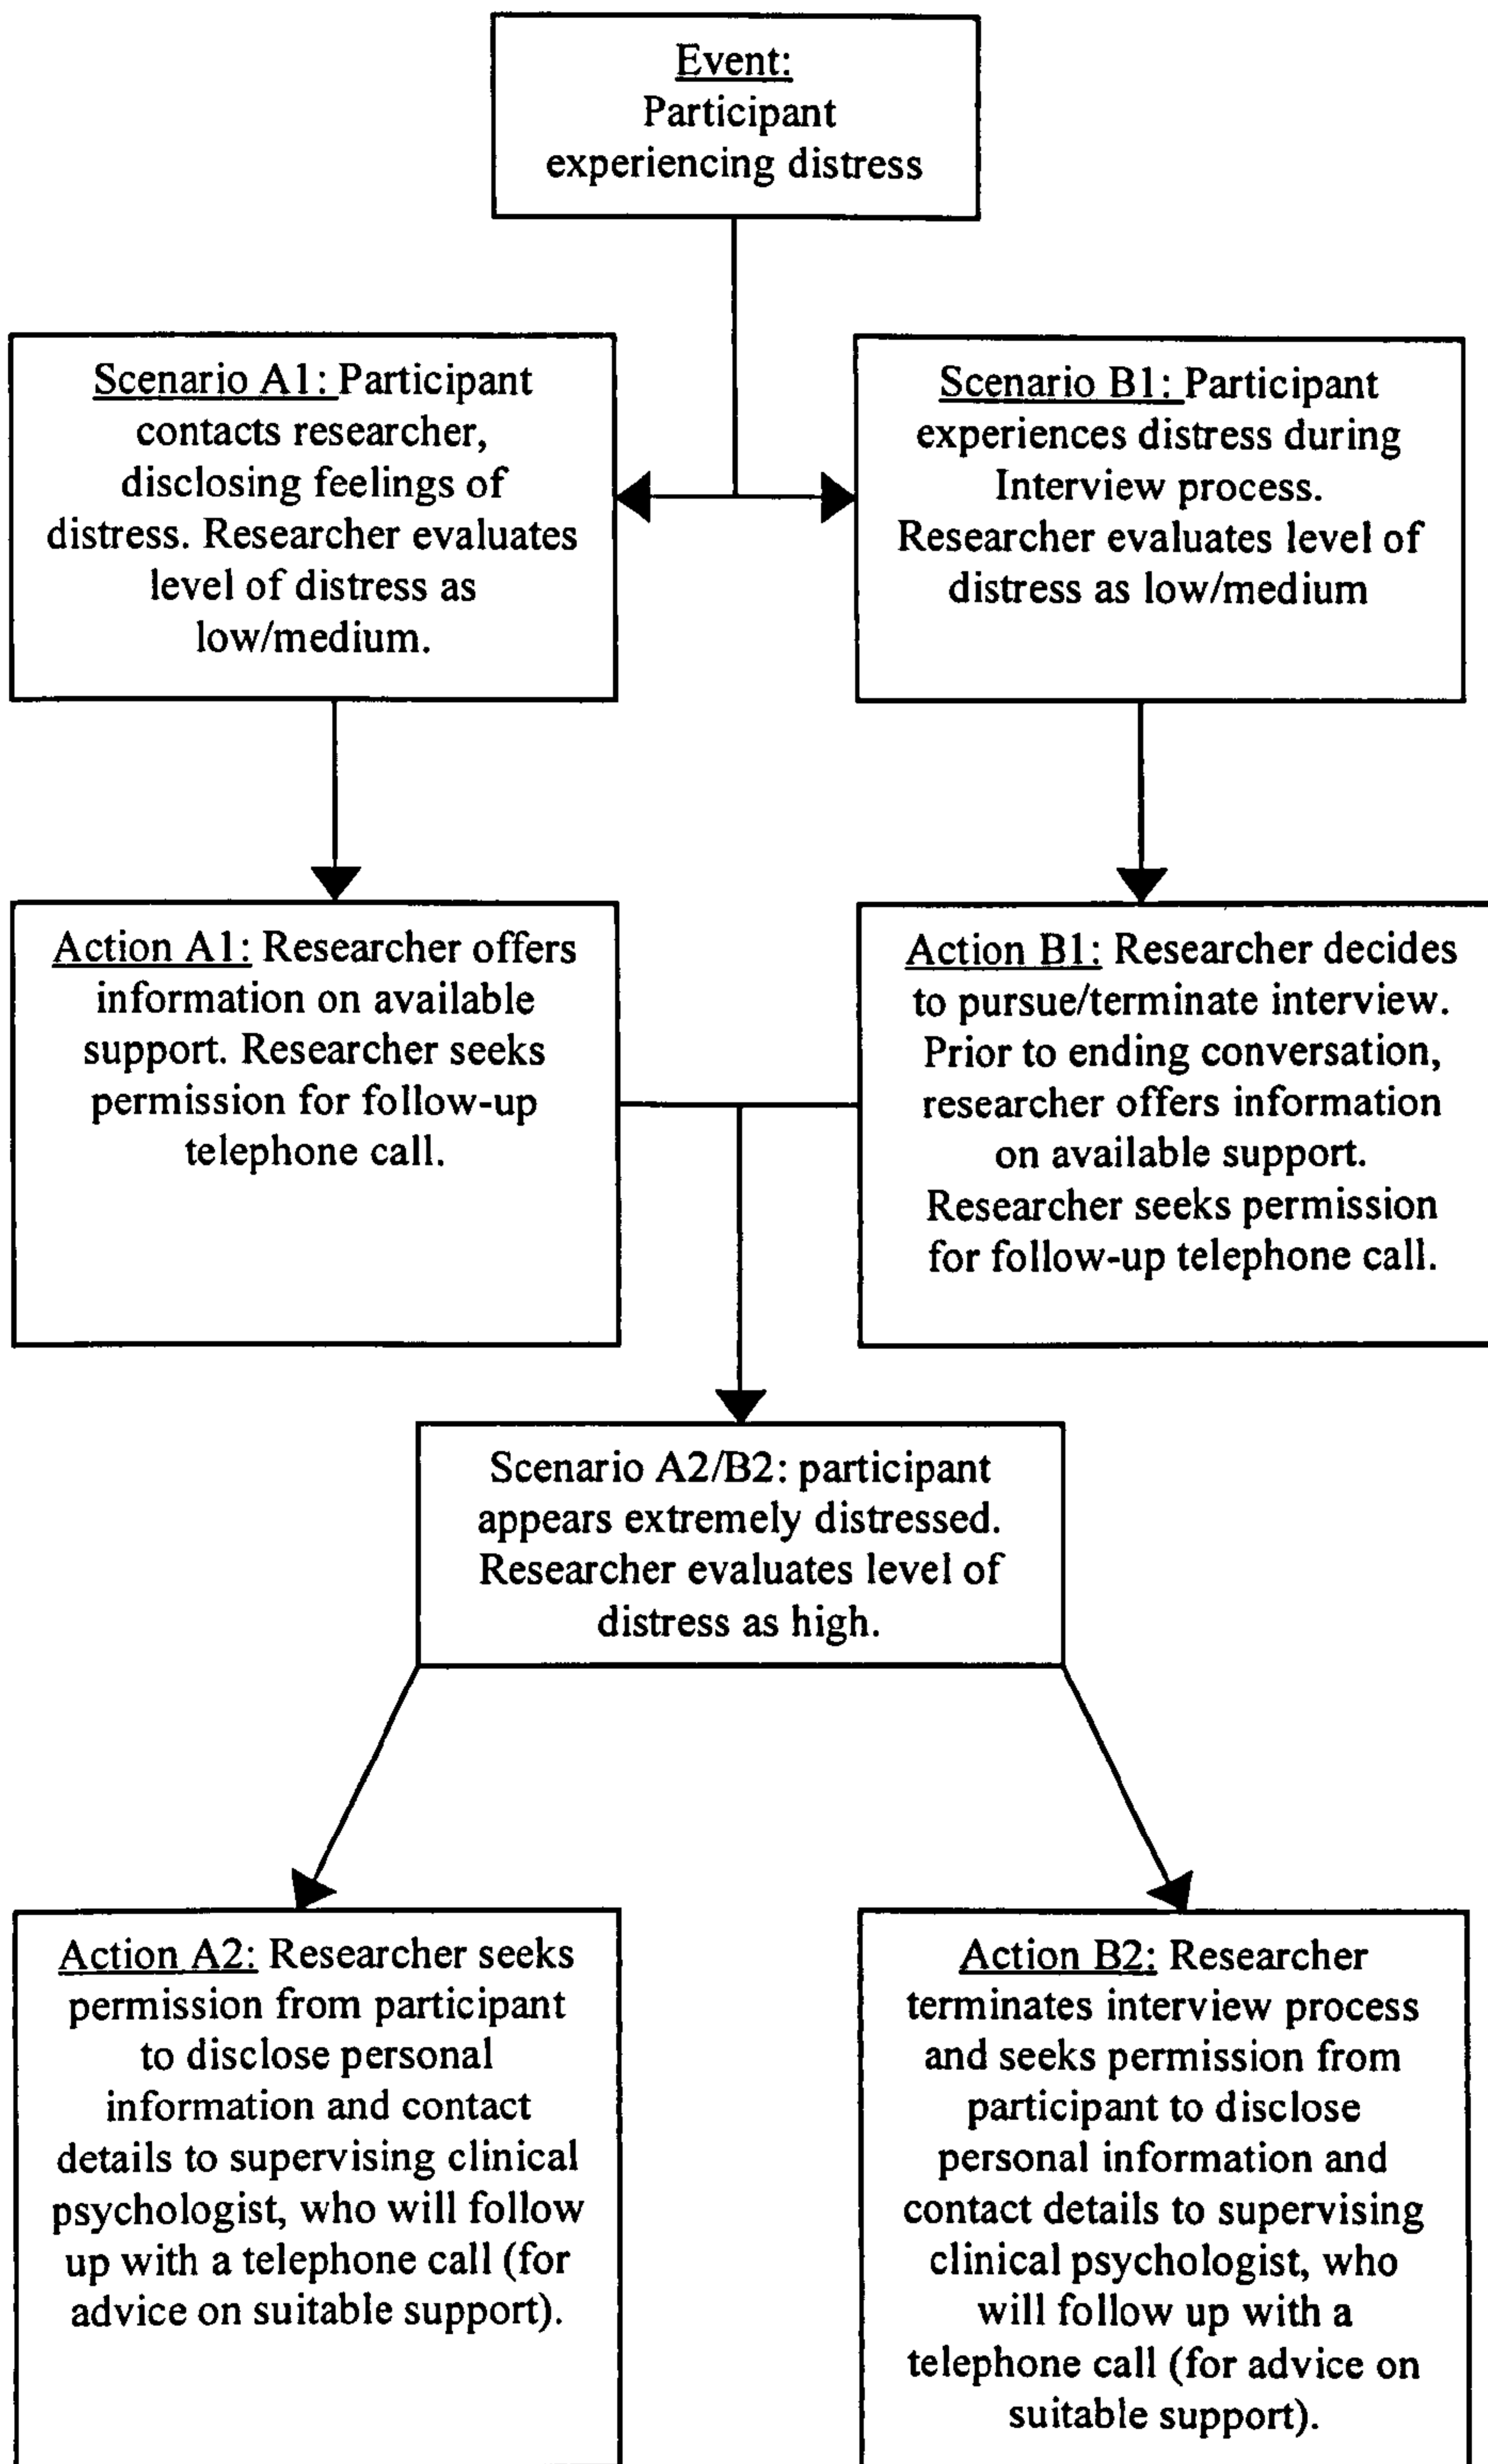 Event:
Participant
experiencing distress
Scenario A1: Participant
contacts researcher,
disclosing feelings of
distress. Researcher evaluates
level of distress as
low/medium.
Scenario B1: Participant
experiences distress during
Interview process.
Researcher evaluates level of
distress as low/medium
Action A1: Researcher offers
information on available
support. Researcher seeks
permission for follow-up
telephone call.
Action B1: Researcher decides
to pursue/terminate interview.
Prior to ending conversation,
researcher offers information
on available support.
Researcher seeks permission
for follow-up telephone call.
Scenario A2/B2: participant
appears extremely distressed.
Researcher evaluates level of
distress as high.
Action A2: Researcher seeks
permission from participant
to disclose personal
information and contact
details to supervising clinical
psychologist, who will follow
up with a telephone call (for
advice on suitable support).
Action B2: Researcher
terminates interview process
and seeks permission from
participant to disclose
personal information and
contact details to supervising
clinical psychologist, who
will follow up with a
telephone call (for advice on
suitable support).